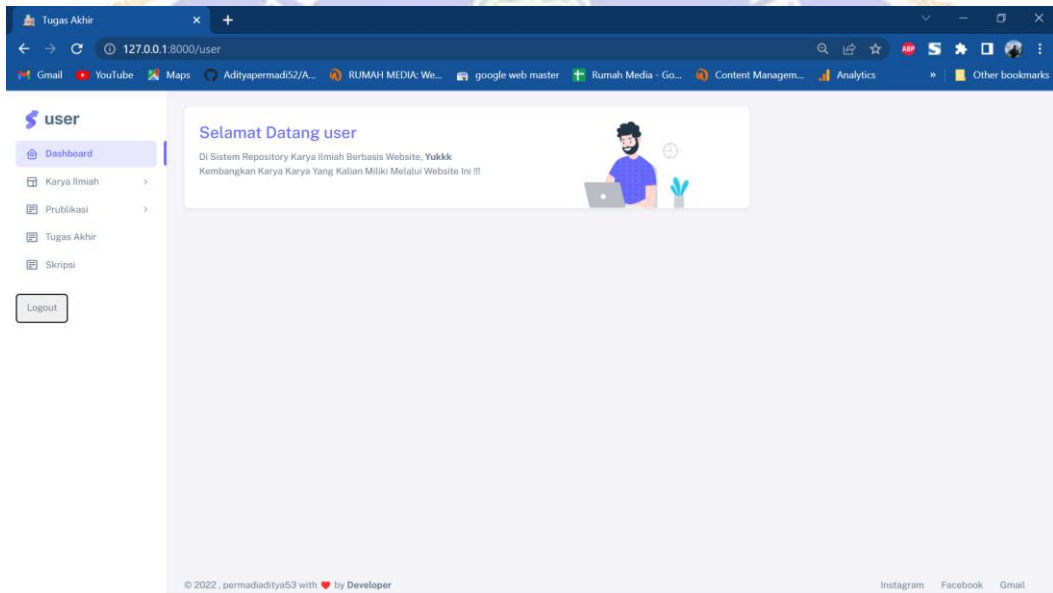 Tugas Akhir
127.0.0.1:8000/user
Gmail YouTube Maps Adityapermadi52/A... RUMAH MEDIA: We... google web master Rumah Media - Go... Content Managem... Analytics » Other bookmarks
ABP
user
Dashboard
Karya Ilmiah
Prublikasi
Tugas Akhir
Skripsi
Logout
Selamat Datang user
Di Sistem Repository Karya Ilmiah Berbasis Website, Yukkk
Kembangkan Karya Karya Yang Kalian Miliki Melalui Website Ini !!!
© 2022 , permadiaditya53 with ❤ by Developer
Instagram Facebook Gmail